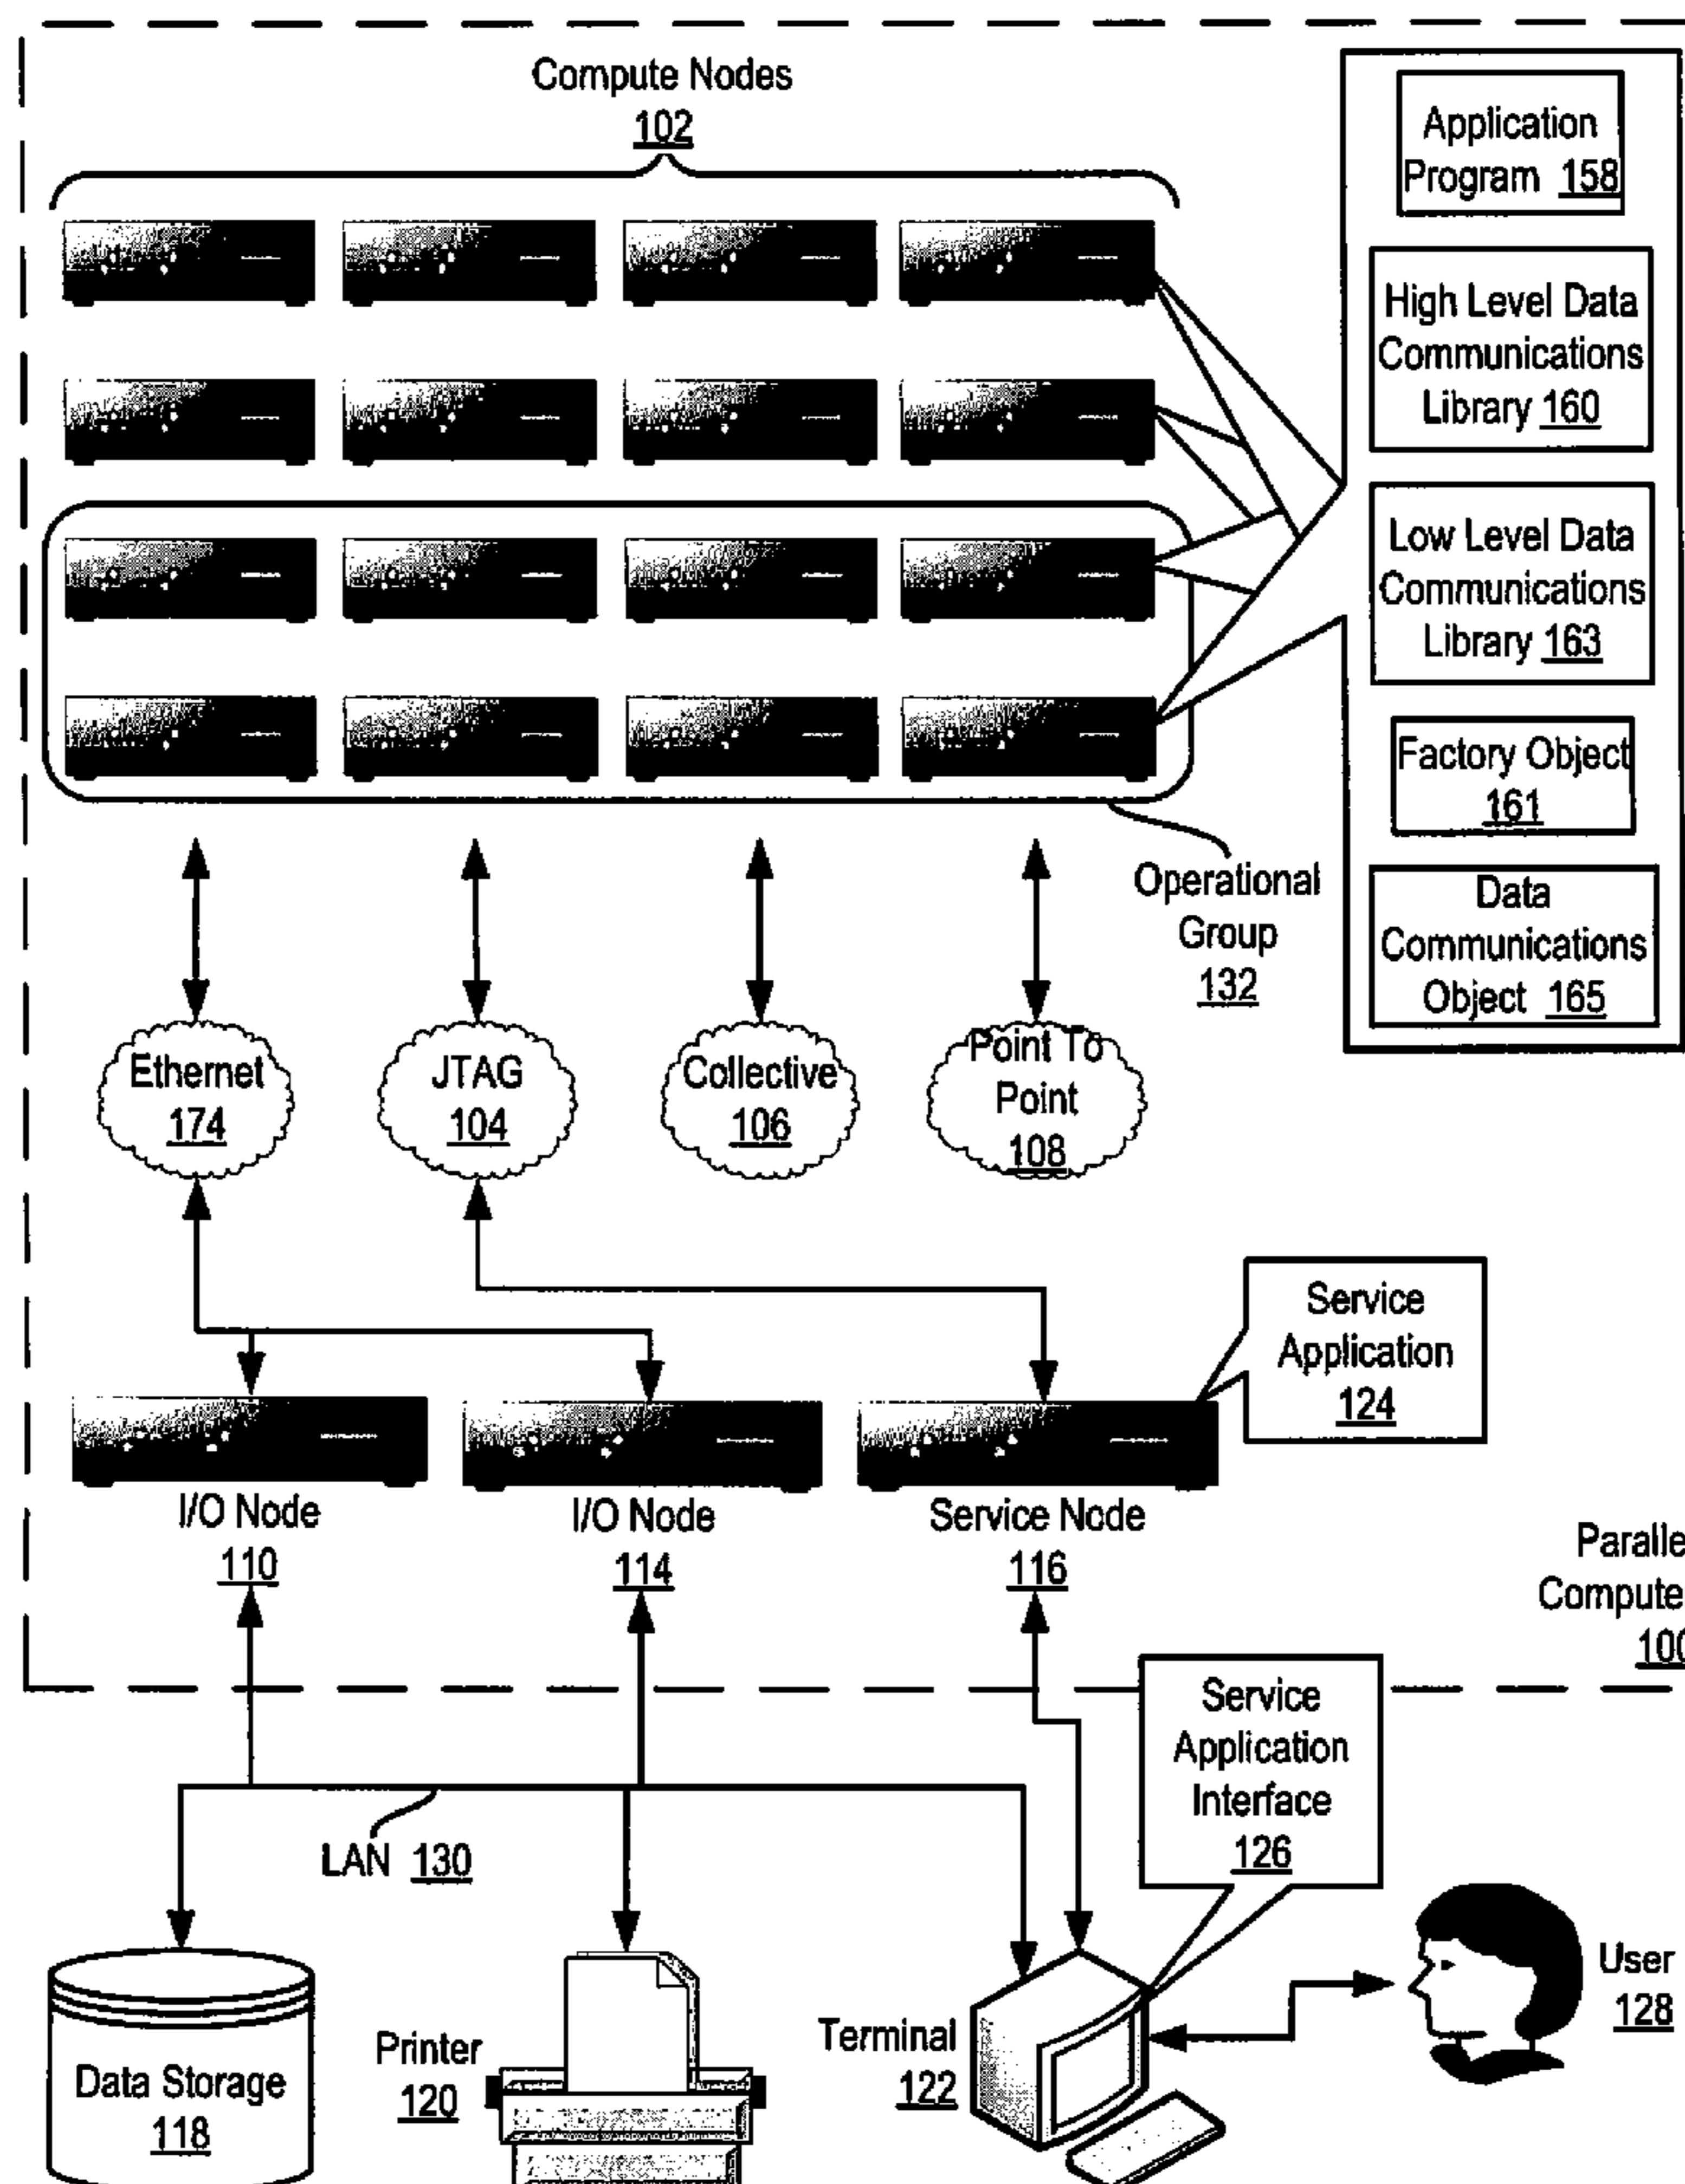 Compute Nodes
102
Application
Program 158
High Level Data
Communications
Library 160
Low Level Data
Communications
Library 163
Factory Object
161
Data
Communications
Object 165
Operational
Group
132
Ethernet
174
JTAG
104
Collective
106
Point To
Point
108
Service
Application
124
I/O Node
110
I/O Node
114
Service Node
116
Paralle
Compute
100
Service
Application
Interface
126
LAN 130
Data Storage
118
Printer
120
Terminal
122
User
128